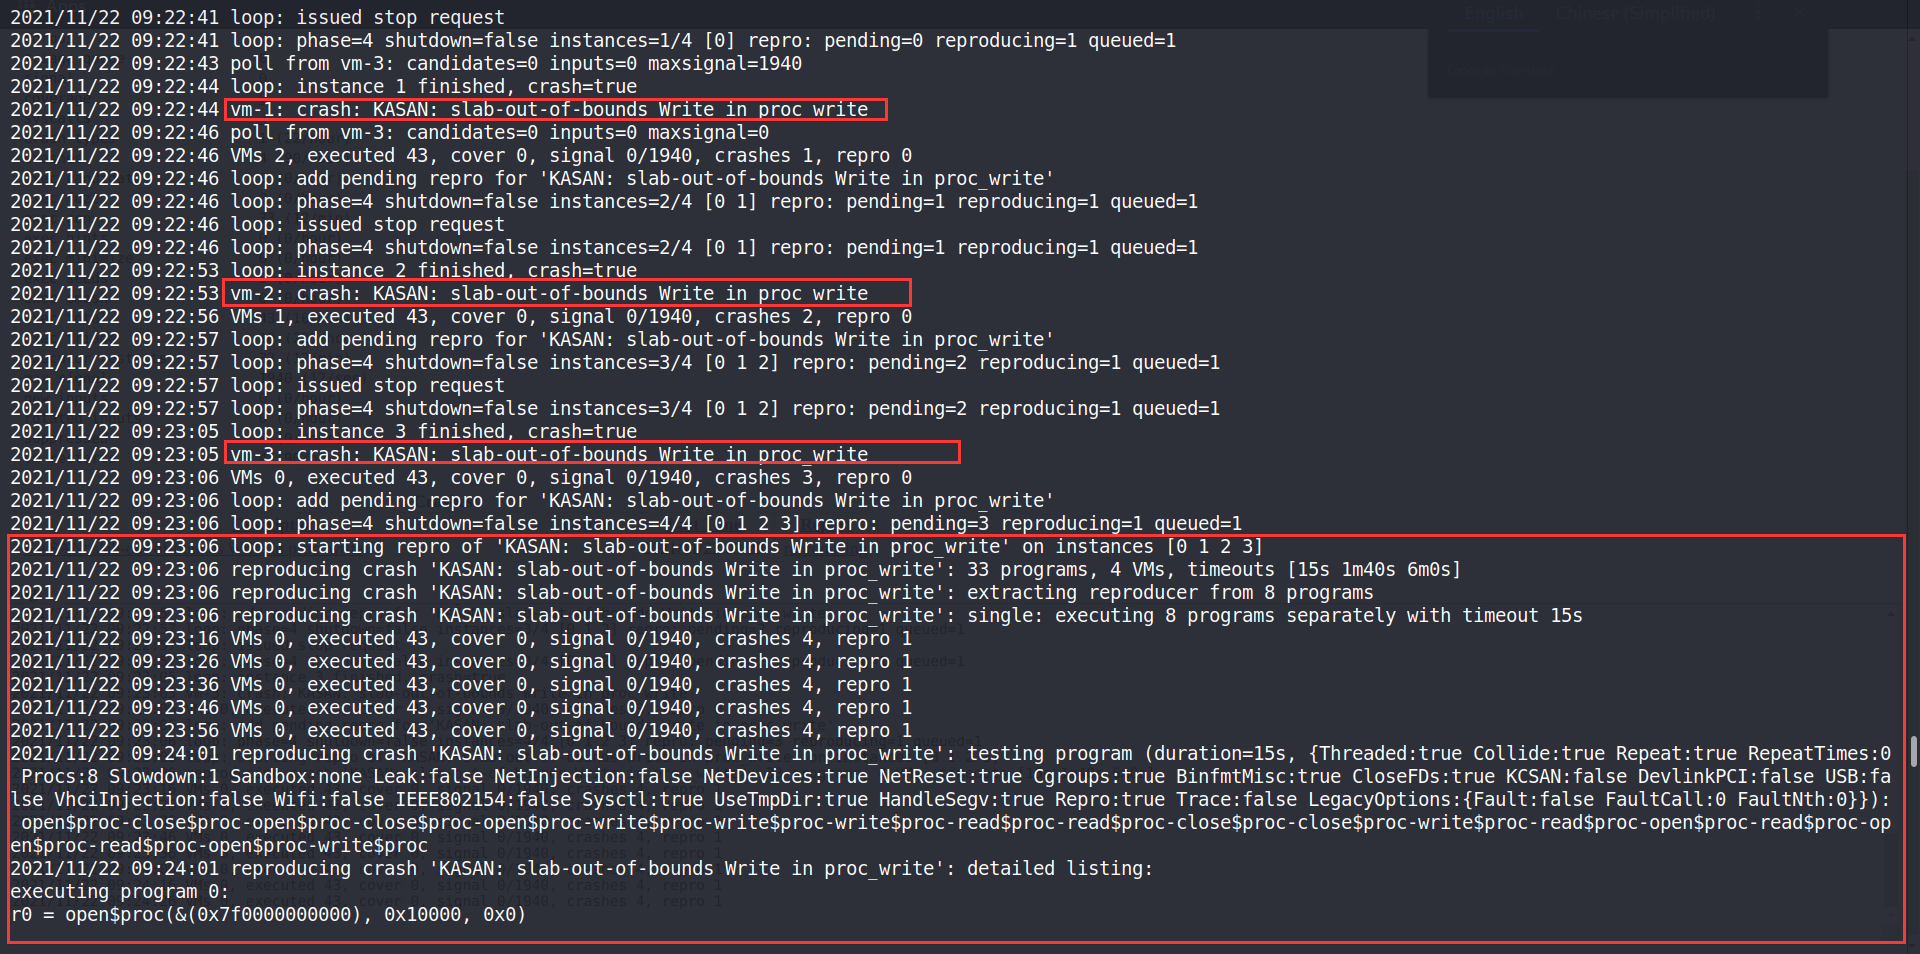 2021/11/22 09:22:41 loop: issued stop request
2021/11/22 09:22:41 loop: phase=4 shutdown=false instances=1/4 [0] repro: pending=0 reproducing=1 queued=1
2021/11/22 09:22:43 poll from vm-3: candidates=0 inputs=0 maxsignal=1940
2021/11/22 09:22:44 loop: instance 1 finished, crash=true
2021/11/22 09:22:44 vm-1: crash: KASAN: slab-out-of-bounds Write in proc_write
2021/11/22 09:22:46 poll from vm-3: candidates=0 inputs=0 maxsignal=0
2021/11/22 09:22:46 VMs 2, executed 43, cover 0, signal 0/1940, crashes 1, repro 0
2021/11/22 09:22:46 loop: add pending repro for 'KASAN: slab-out-of-bounds Write in proc_write'
2021/11/22 09:22:46 loop: phase=4 shutdown=false instances=2/4 [0 1] repro: pending=1 reproducing=1 queued=1
2021/11/22 09:22:46 loop: issued stop request
2021/11/22 09:22:46 loop: phase=4 shutdown=false instances=2/4 [0 1] repro: pending=1 reproducing=1 queued=1
2021/11/22 09:22:53 loop: instance 2 finished, crash=true
2021/11/22 09:22:53 vm-2: crash: KASAN: slab-out-of-bounds Write in proc_write
2021/11/22 09:22:56 VMs 1, executed 43, cover 0, signal 0/1940, crashes 2, repro 0
2021/11/22 09:22:57 loop: add pending repro for 'KASAN: slab-out-of-bounds Write in proc_write'
2021/11/22 09:22:57 loop: phase=4 shutdown=false instances=3/4 [0 1 2] repro: pending=2 reproducing=1 queued=1
2021/11/22 09:22:57 loop: issued stop request
2021/11/22 09:22:57 loop: phase=4 shutdown=false instances=3/4 [0 1 2] repro: pending=2 reproducing=1 queued=1
2021/11/22 09:23:05 loop: instance 3 finished, crash=true
2021/11/22 09:23:05 vm-3: crash: KASAN: slab-out-of-bounds Write in proc_write
2021/11/22 09:23:06 VMs 0, executed 43, cover 0, signal 0/1940, crashes 3, repro 0
2021/11/22 09:23:06 loop: add pending repro for 'KASAN: slab-out-of-bounds Write in proc_write'
2021/11/22 09:23:06 loop: phase=4 shutdown=false instances=4/4 [0 1 2 3] repro: pending=3 reproducing=1 queued=1
2021/11/22 09:23:06 loop: starting repro of 'KASAN: slab-out-of-bounds Write in proc_write' on instances [0 1 2 3]
2021/11/22 09:23:06 reproducing crash 'KASAN: slab-out-of-bounds Write in proc_write': 33 programs, 4 VMs, timeouts [15s 1m40s 6m0s]
2021/11/22 09:23:06 reproducing crash 'KASAN: slab-out-of-bounds Write in proc_write': extracting reproducer from 8 programs
2021/11/22 09:23:06 reproducing crash 'KASAN: slab-out-of-bounds Write in proc_write': single: executing 8 programs separately with timeout 15s
2021/11/22 09:23:16 VMs 0, executed 43, cover 0, signal 0/1940, crashes 4, repro 1
2021/11/22 09:23:26 VMs 0, executed 43, cover 0, signal 0/1940, crashes 4, repro 1
2021/11/22 09:23:36 VMs 0, executed 43, cover 0, signal 0/1940, crashes 4, repro 1
2021/11/22 09:23:46 VMs 0, executed 43, cover 0, signal 0/1940, crashes 4, repro 1
2021/11/22 09:23:56 VMs 0, executed 43, cover 0, signal 0/1940, crashes 4, repro 1
2021/11/22 09:24:01 reproducing crash 'KASAN: slab-out-of-bounds Write in proc_write': testing program (duration=15s, {Threaded:true Collide:true Repeat:true RepeatTimes:0
 Procs:8 Slowdown:1 Sandbox:none Leak:false NetInjection:false NetDevices:true NetReset:true Cgroups:true BinfmtMisc:true CloseFDs:true KCSAN:false DevlinkPCI:false USB:fa
lse VhciInjection:false Wifi:false IEEE802154:false Sysctl:true UseTmpDir:true HandleSegv:true Repro:true Trace:false LegacyOptions:{Fault:false FaultCall:0 FaultNth:0}}):
 open$proc-close$proc-open$proc-close$proc-open$proc-write$proc-write$proc-write$proc-read$proc-read$proc-close$proc-close$proc-write$proc-read$proc-open$proc-read$proc-op
en$proc-read$proc-open$proc-write$proc
2021/11/22 09:24:01 reproducing crash 'KASAN: slab-out-of-bounds Write in proc_write': detailed listing:
executing program 0:
r0 = open$proc(&(0x7f0000000000), 0x10000, 0x0)